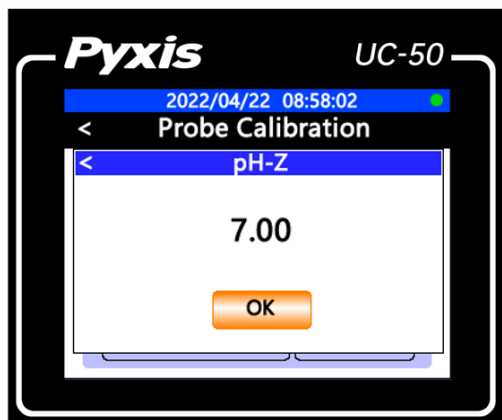 Pyxis UC-50
2022/04/22 08:58:02
< Probe Calibration
< pH-Z
7.00
OK